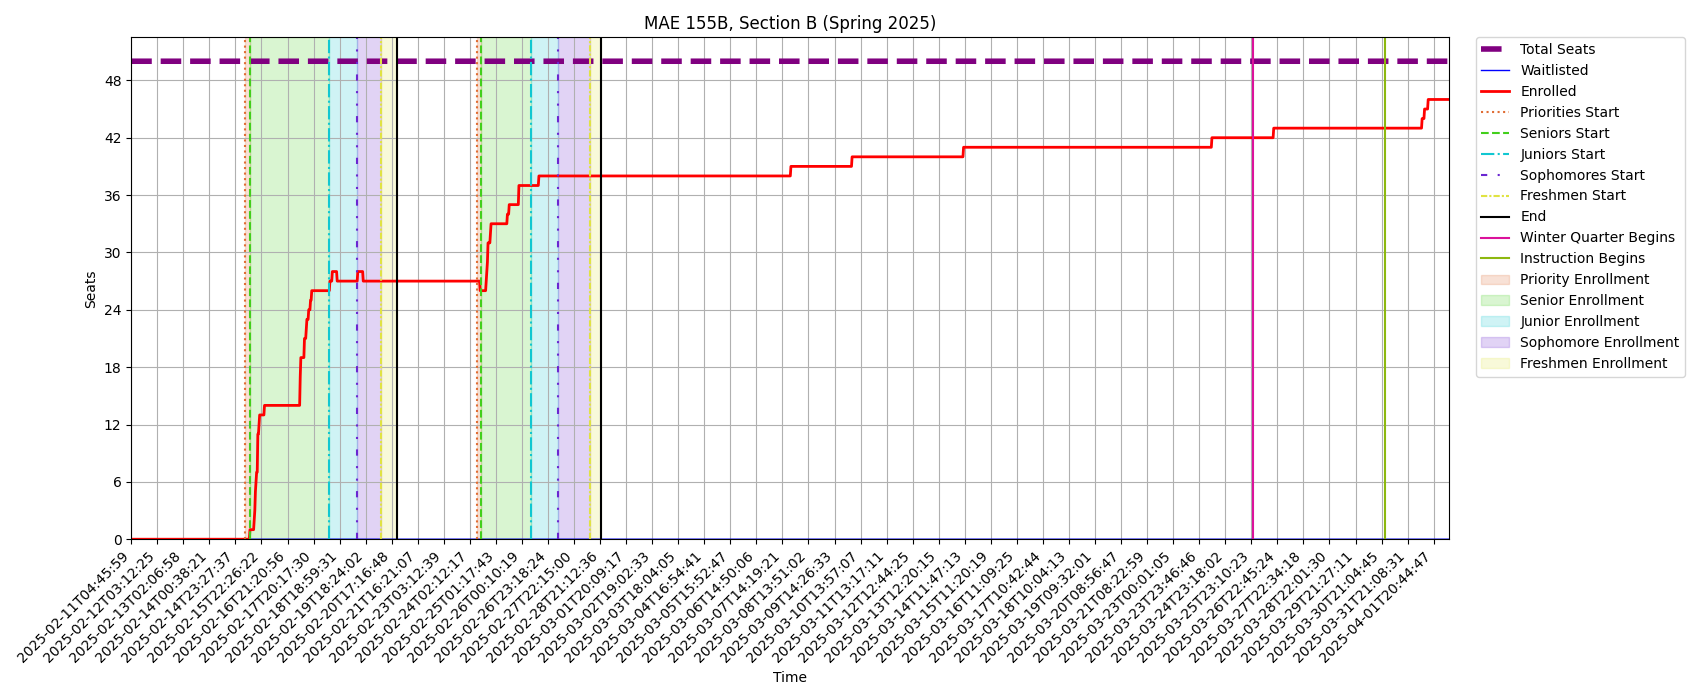 MAE 155B, Section B (Spring 2025)
Seats
48
42
36
30
24
18
12
6
0
2025-02-11T04:45:59
2025-02-12T03:12:25
2025-02-13T02:06:58
2025-02-14T00:38:21
2025-02-14T23:27:37
2025-02-15T22:26:22
2025-02-16T21:20:56
2025-02-17T20:17:30
2025-02-18T18:59:31
2025-02-19T18:24:02
2025-02-20T17:16:48
2025-02-21T16:21:07
2025-02-23T03:12:39
2025-02-24T02:12:17
2025-02-25T01:17:43
2025-02-26T00:10:19
2025-02-26T23:18:24
2025-02-27T22:15:00
2025-02-28T21:12:36
2025-03-01T20:09:17
2025-03-02T19:02:33
2025-03-03T18:04:05
2025-03-04T16:54:41
2025-03-05T15:52:47
2025-03-06T14:50:06
2025-03-07T14:19:21
2025-03-08T13:51:02
2025-03-09T14:26:33
2025-03-10T13:57:07
2025-03-11T13:17:11
2025-03-12T12:44:25
2025-03-13T12:20:15
2025-03-14T11:47:13
2025-03-15T11:20:19
2025-03-16T11:09:25
2025-03-17T10:42:44
2025-03-18T10:04:13
2025-03-19T09:32:01
2025-03-20T08:56:47
2025-03-21T08:22:59
2025-03-23T00:01:05
2025-03-23T23:46:46
2025-03-24T23:18:02
2025-03-25T23:10:23
2025-03-26T22:45:24
2025-03-27T22:34:18
2025-03-28T22:01:30
2025-03-29T21:27:11
2025-03-30T21:04:45
2025-03-31T21:08:31
2025-04-01T20:44:47
Time
Total Seats
Waitlisted
Enrolled
Priorities Start
Seniors Start
Juniors Start
Sophomores Start
Freshmen Start
End
Winter Quarter Begins
Instruction Begins
Priority Enrollment
Senior Enrollment
Junior Enrollment
Sophomore Enrollment
Freshmen Enrollment